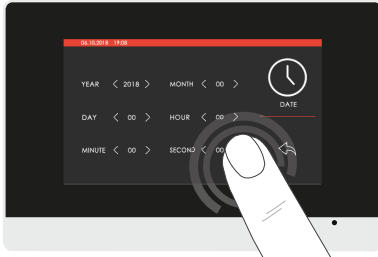 06.10.2018 19:08
YEAR < 2018 > MONTH < 00 >
DATE
DAY < 00 > HOUR < 00 >
MINUTE < 00 > SECOND < 00